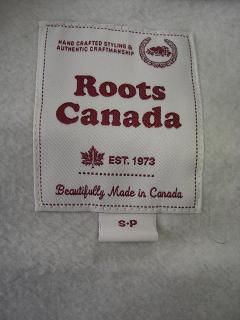 HAND CRAFTED STYLING &
AUTHENTIC CRAFTMANSHIP
Roots
Canada
EST. 1973
Beautifully Made in Canada
S·P